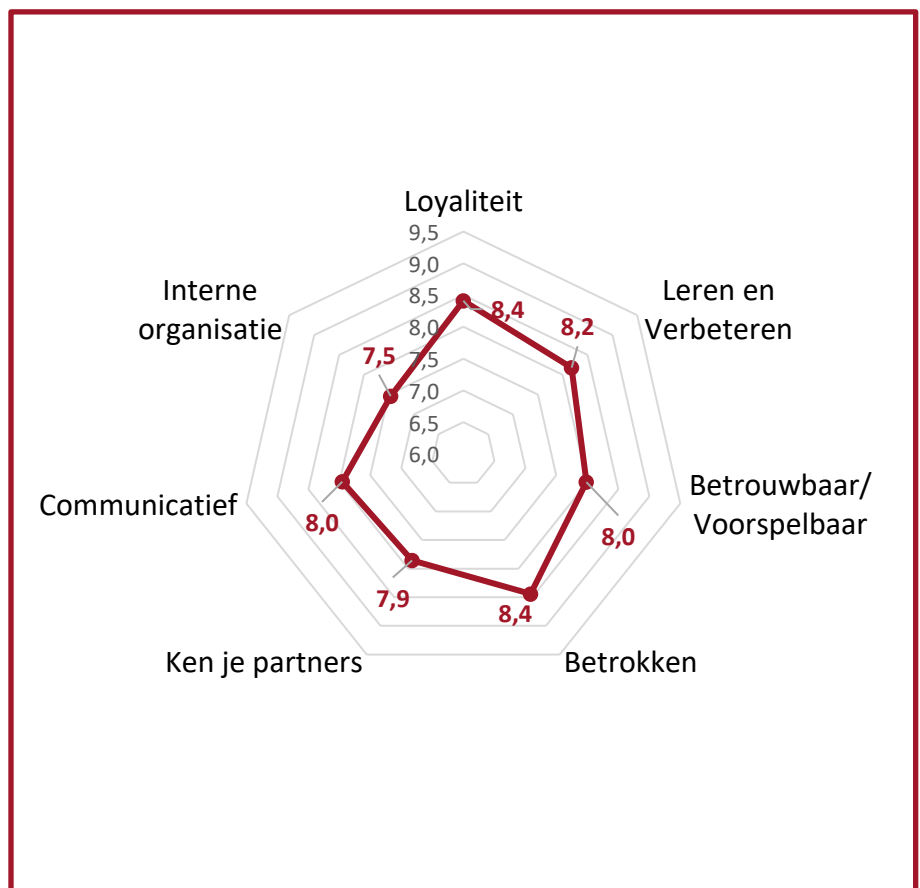 Loyaliteit
9,5
9,0
8,5
8,0
7,5
7,0
6,5
6,0
8,4
Leren en
Verbeteren
8,2
Betrouwbaar/
Voorspelbaar
8,0
Betrokken
8,4
Ken je partners
7,9
Communicatief
8,0
Interne
organisatie
7,5